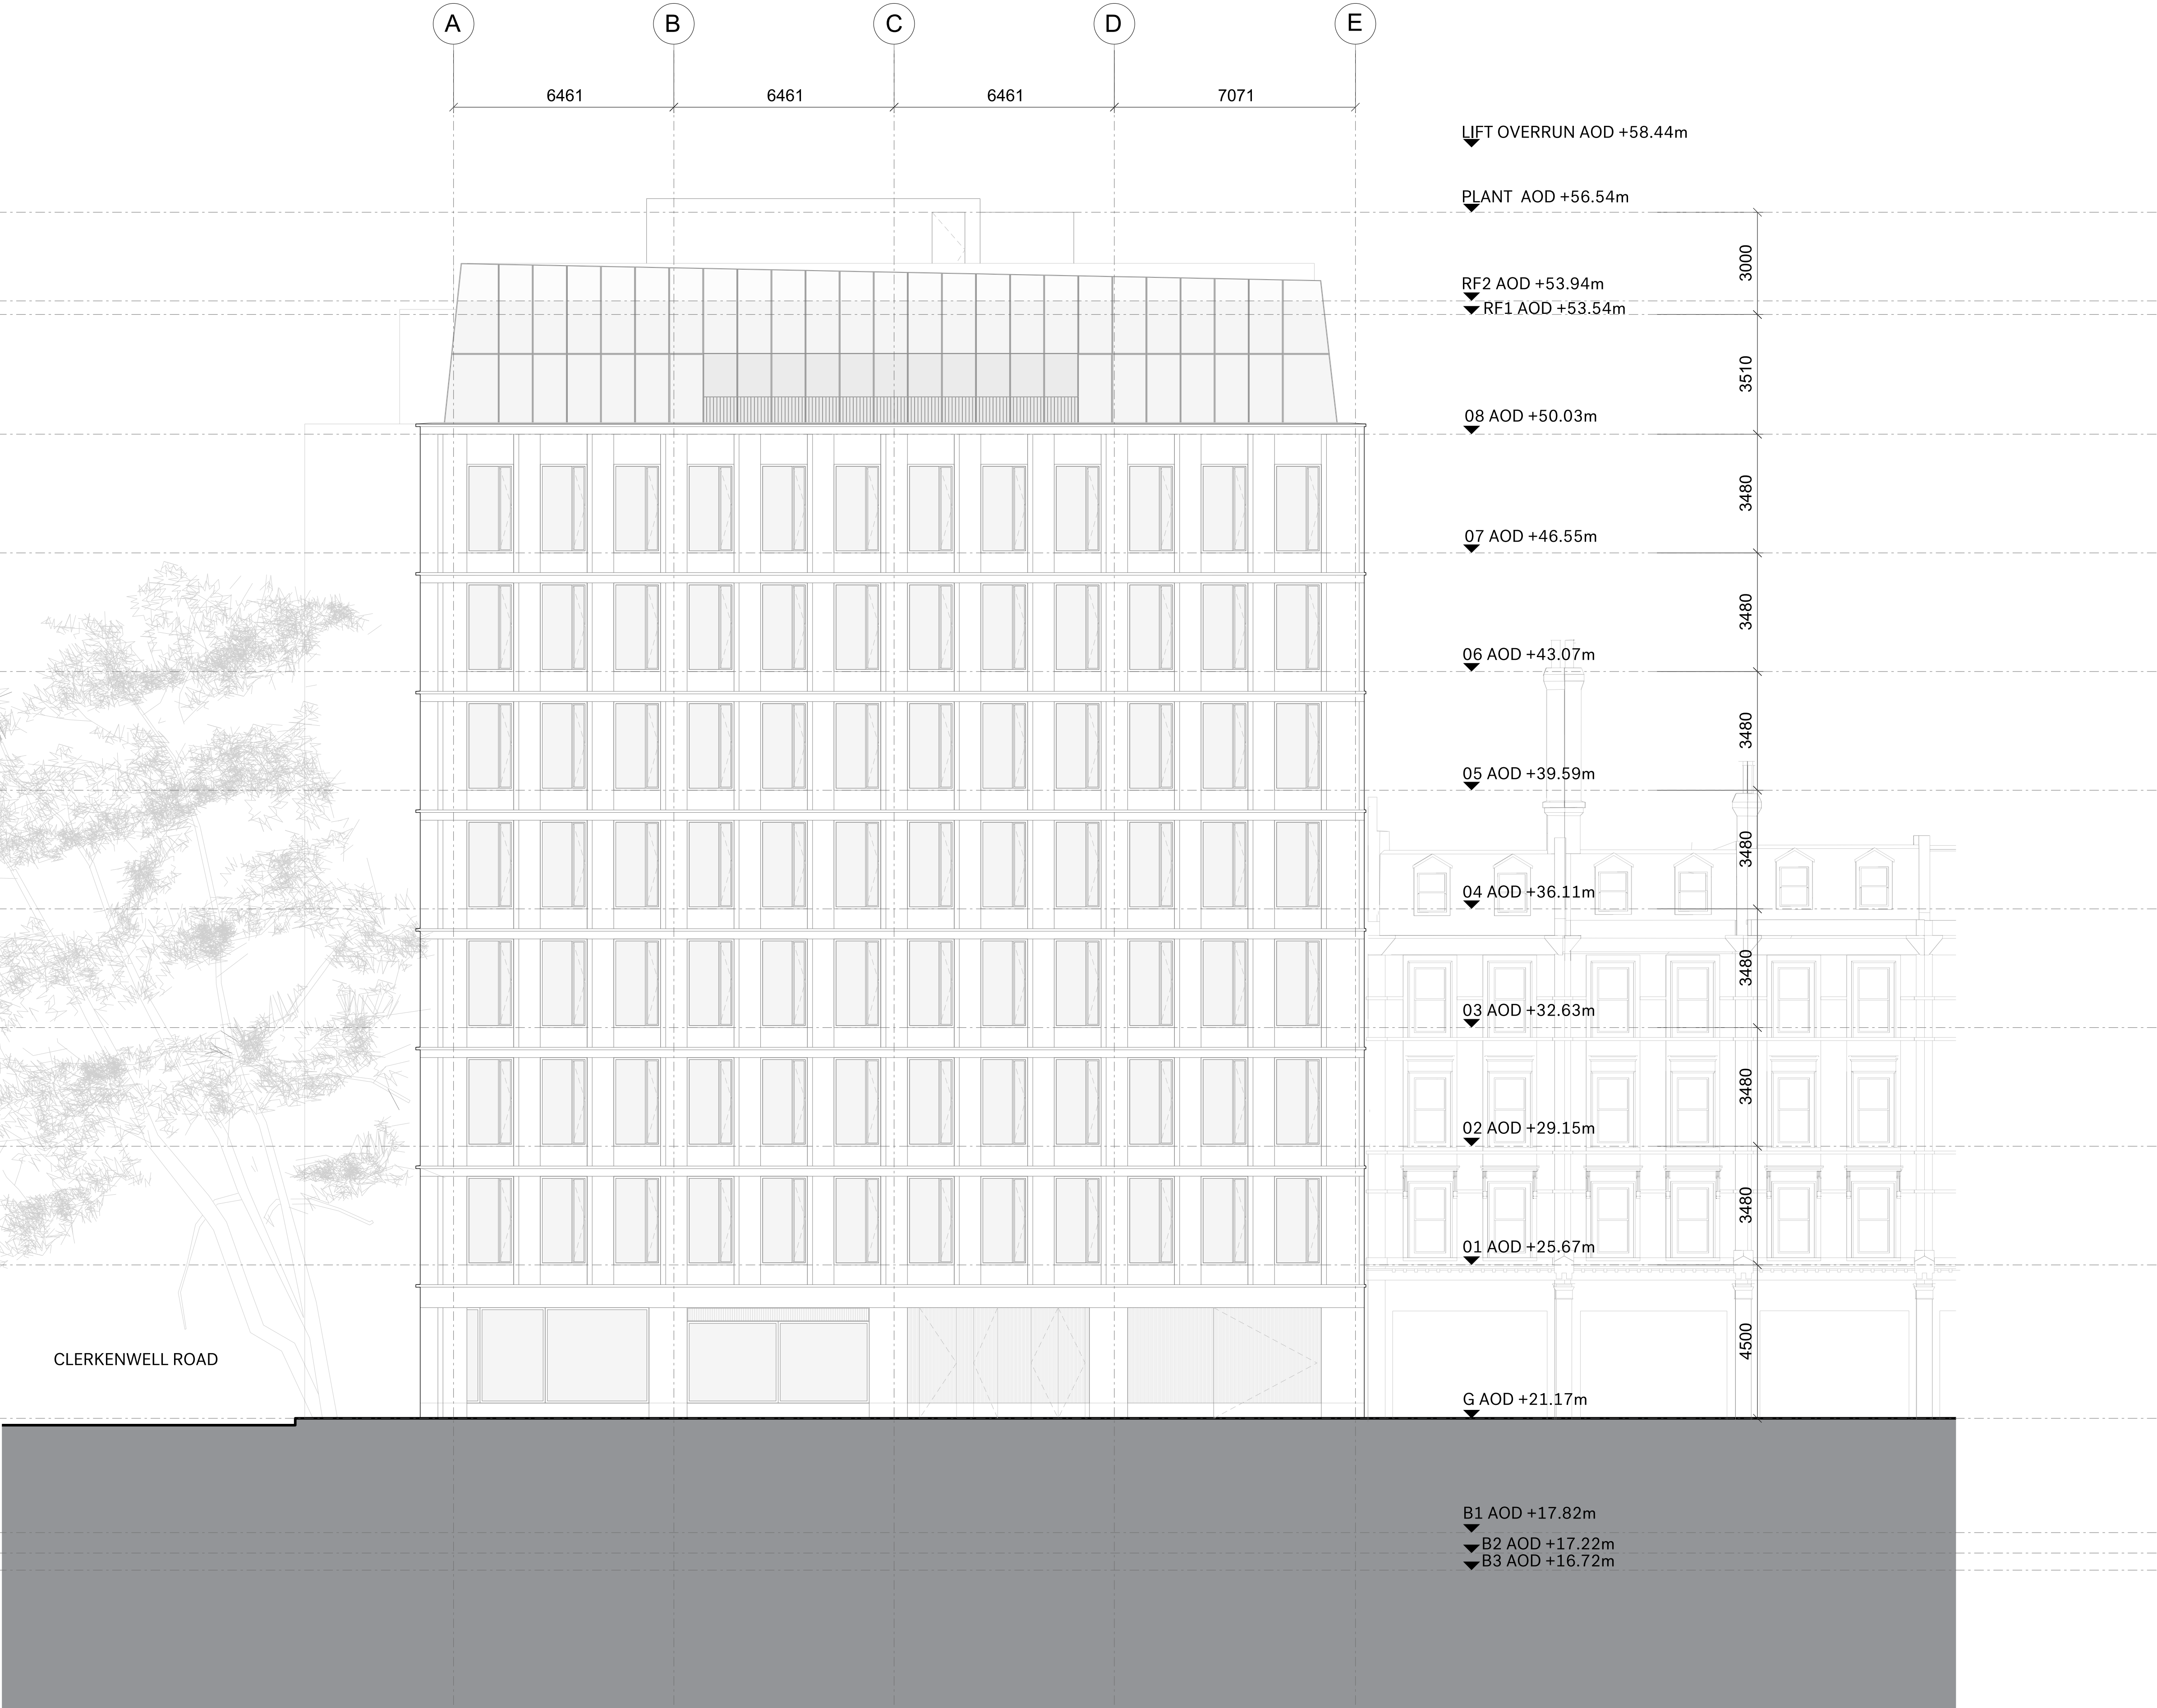 A B C D E
6461 6461 6461 7071
LIFT OVERRUN AOD +58.44m
PLANT AOD +56.54m
3000
RF2 AOD +53.94m
RF1 AOD +53.54m
3510
08 AOD +50.03m
3480
07 AOD +46.55m
3480
06 AOD +43.07m
3480
05 AOD +39.59m
3480
04 AOD +36.11m
3480
03 AOD +32.63m
3480
02 AOD +29.15m
3480
01 AOD +25.67m
4500
CLERKENWELL ROAD
G AOD +21.17m
B1 AOD +17.82m
B2 AOD +17.22m
B3 AOD +16.72m